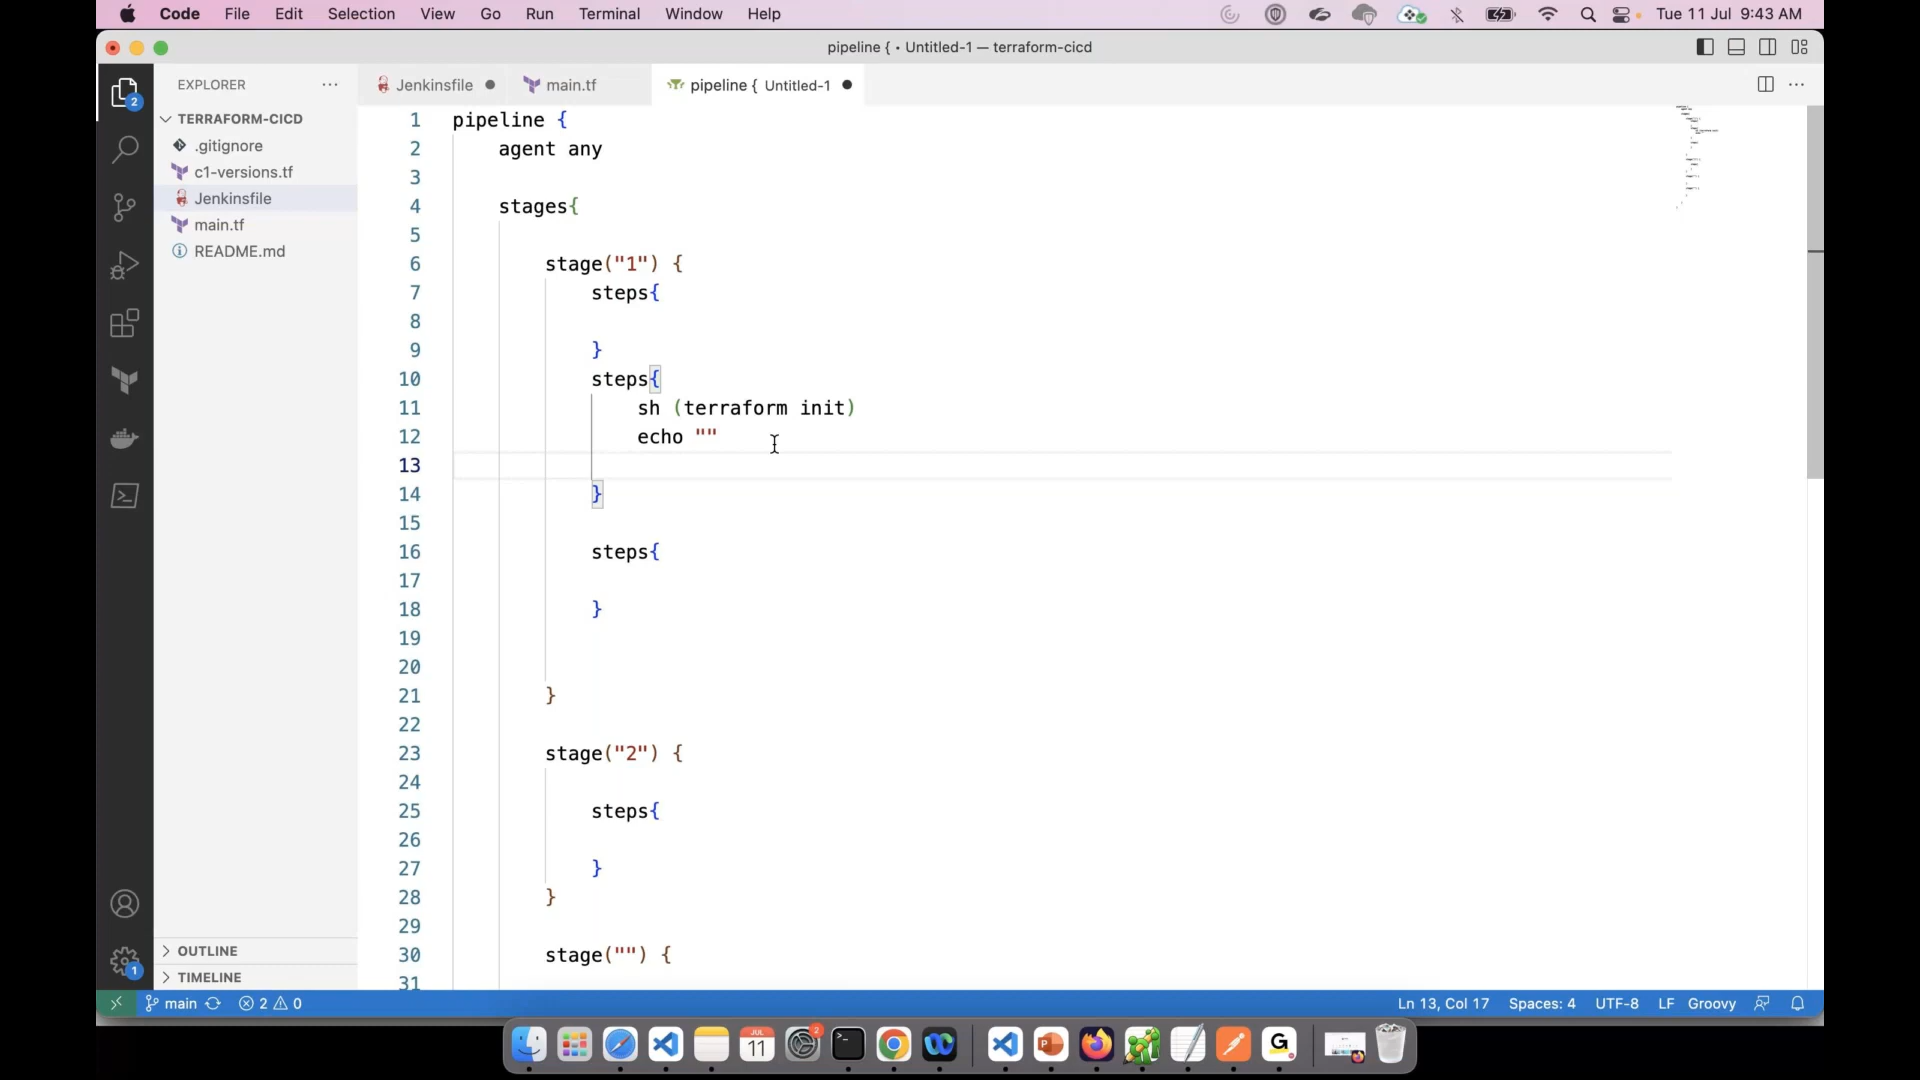 Code File Edit Selection View Go Run Terminal Window Help Tue 11 Jul 9:43 AM
pipeline { • Untitled-1 — terraform-cicd
EXPLORER
Jenkinsfile main.tf pipeline { Untitled-1
TERRAFORM-CICD
.gitignore
c1-versions.tf
Jenkinsfile
main.tf
README.md
OUTLINE
TIMELINE
2
1
1 pipeline {
2 agent any
3
4 stages{
5
6 stage("1") {
7 steps{
8
9 }
10 steps{
11 sh (terraform init)
12 echo ""
13
14 }
15
16 steps{
17
18 }
19
20
21 }
22
23 stage("2") {
24
25 steps{
26
27 }
28 }
29
30 stage("") {
31
main 2 0 Ln 13, Col 17 Spaces: 4 UTF-8 LF Groovy
JUL
11
2
G